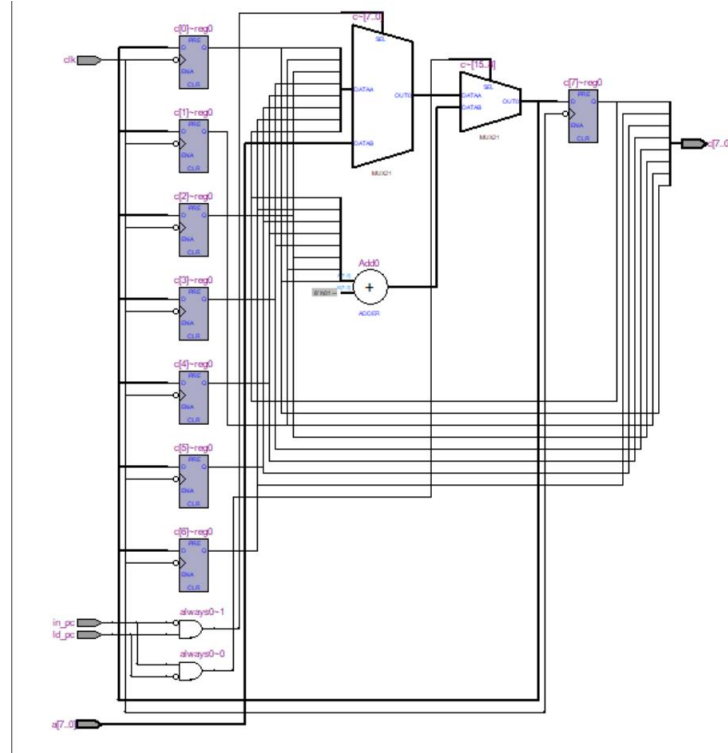 c~[7..0]
SEL
c[0]~reg0
PRE
D Q
ENA
CLR
clk
c~[15..8]
SEL
DATAA
OUT0
DATAB
MUX21
DATAA
OUT0
DATAB
MUX21
c[7]~reg0
PRE
D Q
ENA
CLR
c[7..0]
c[1]~reg0
PRE
D Q
ENA
CLR
c[2]~reg0
PRE
D Q
ENA
CLR
Add0
+
ADDER
c[3]~reg0
PRE
D Q
ENA
CLR
c[4]~reg0
PRE
D Q
ENA
CLR
c[5]~reg0
PRE
D Q
ENA
CLR
c[6]~reg0
PRE
D Q
ENA
CLR
always0~1
in_pc
ld_pc
always0~0
a[7..0]